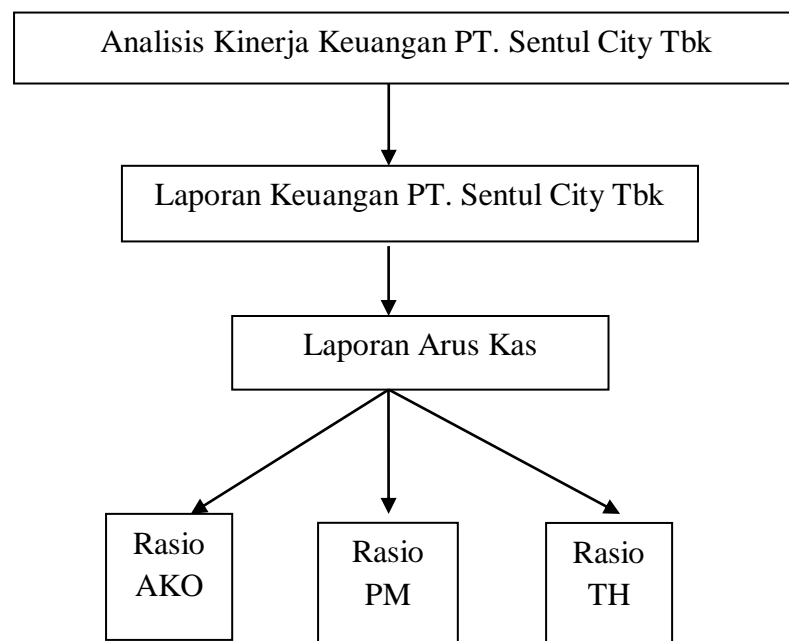 Analisis Kinerja Keuangan PT. Sentul City Tbk
Laporan Keuangan PT. Sentul City Tbk
Laporan Arus Kas
Rasio
AKO
Rasio
PM
Rasio
TH